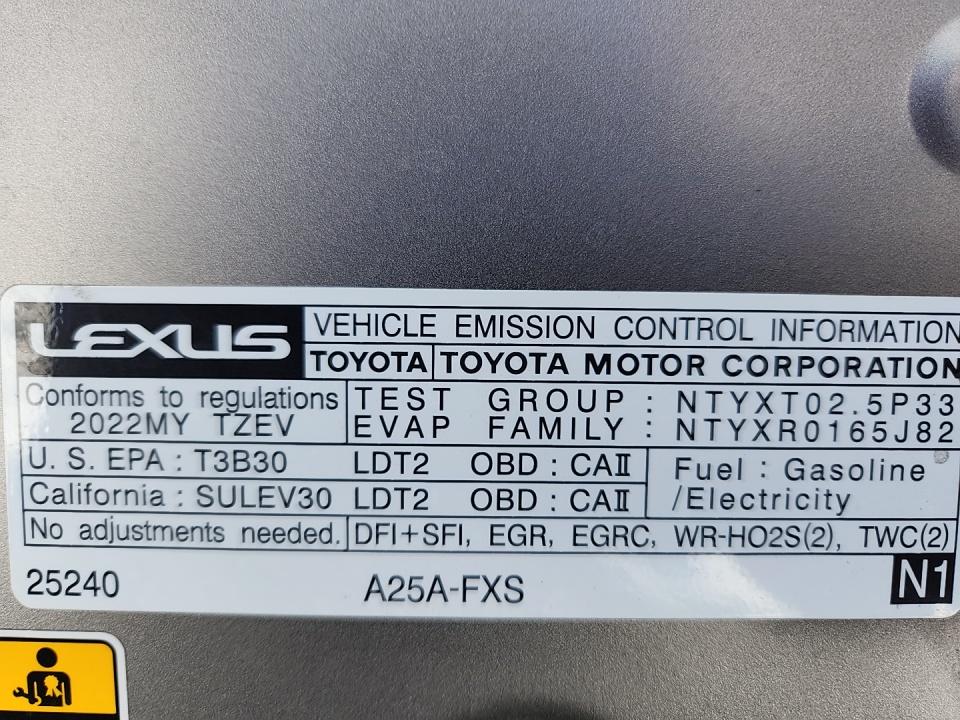 LEXUS VEHICLE EMISSION CONTROL INFORMATION
TOYOTA TOYOTA MOTOR CORPORATION
Conforms to regulations TEST GROUP : NTYXT02.5P33
2022MY TZEV EVAP FAMILY : NTYXR0165J82
U. S. EPA : T3B30 LDT2 OBD : CAII Fuel : Gasoline
California : SULEV30 LDT2 OBD : CAII /Electricity
No adjustments needed. DFI+SFI, EGR, EGRC, WR-HO2S(2), TWC(2)
25240 A25A-FXS N1